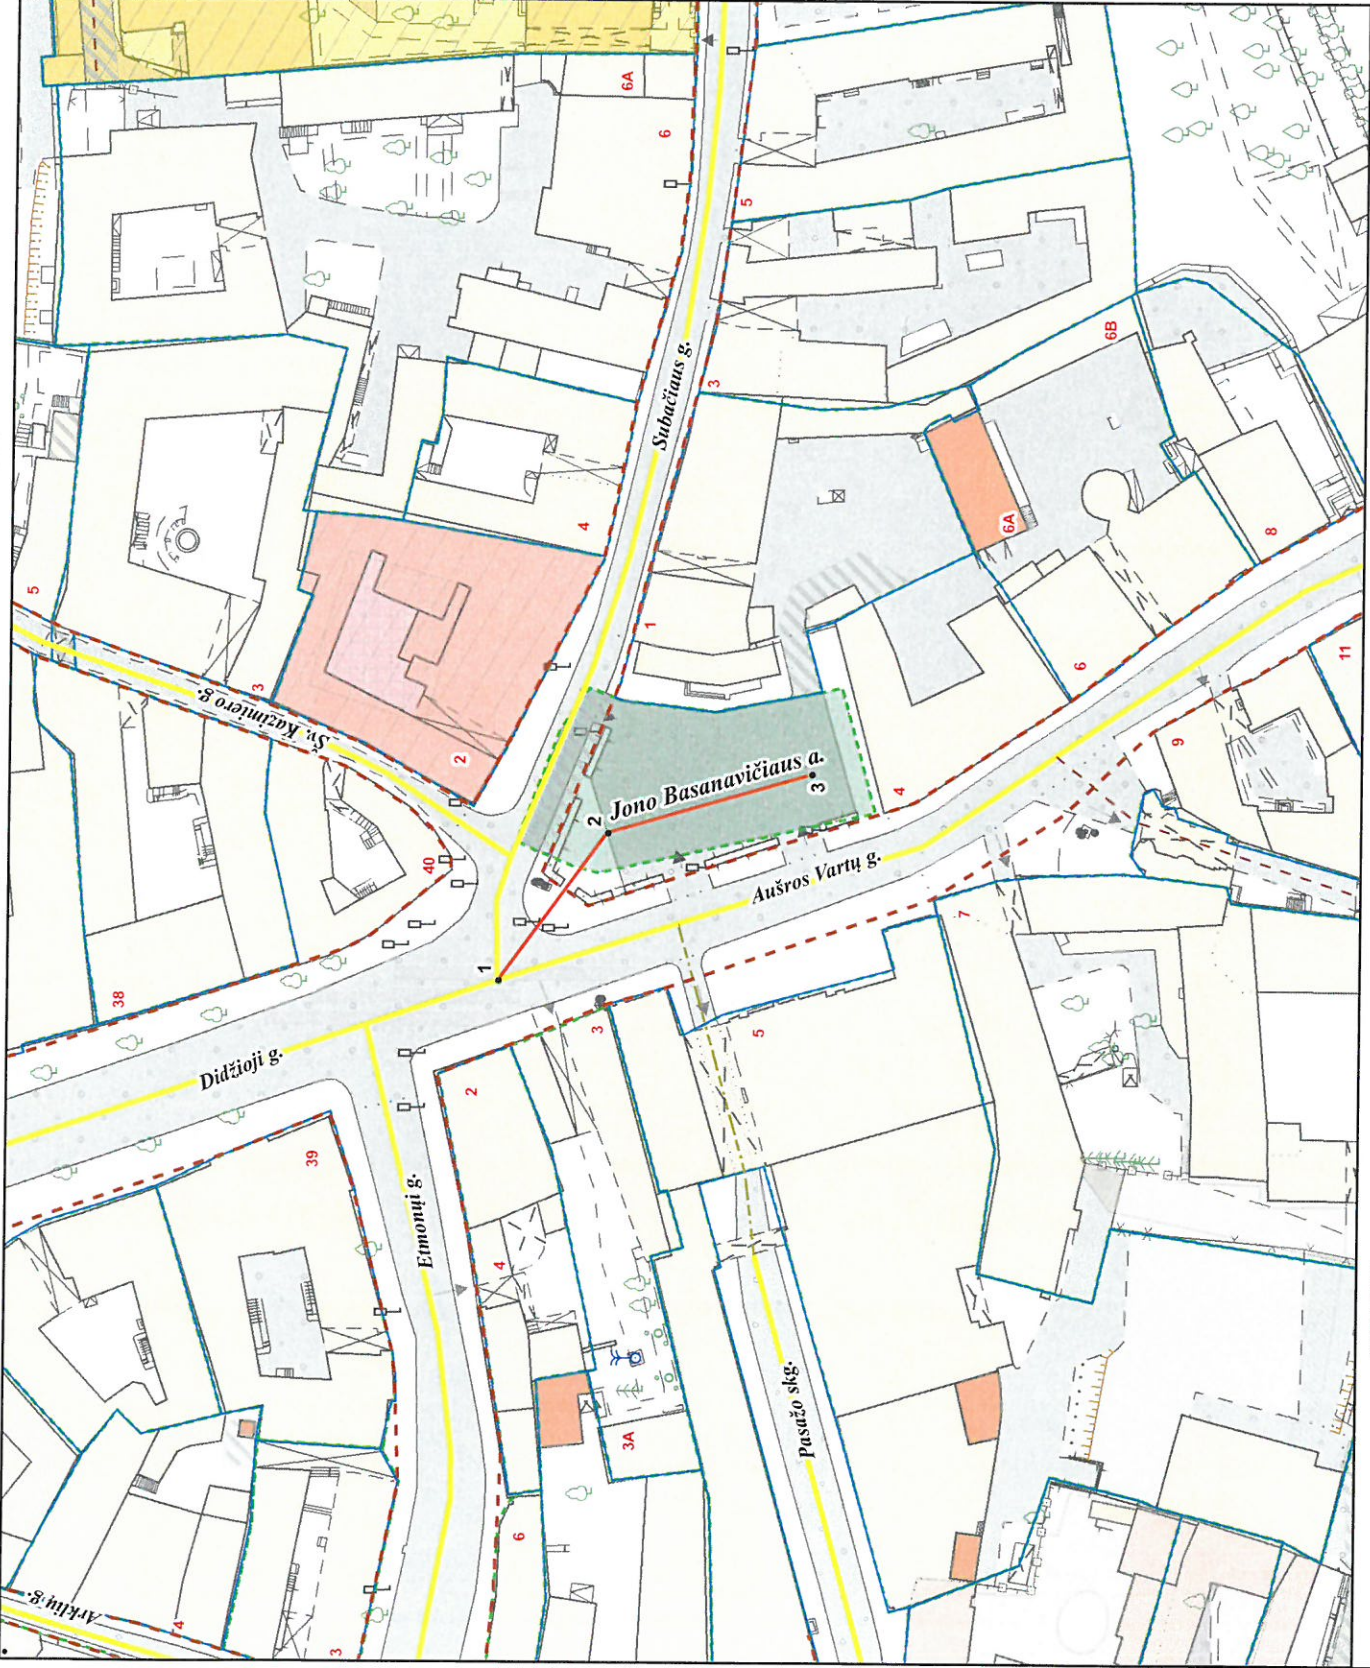 6A
6
5
5
Subačiaus g.
3
6B
4
3
Šv. Kazimiero g.
1
6A
8
2
6
11
40
2 Jono Basanavičiaus a.
3
4
9
Aušros Vartų g.
1
38
7
Didžioji g.
3
5
2
39
Etmonų g.
4
Pasažo skg.
3A
6
Arklių g.
4
3